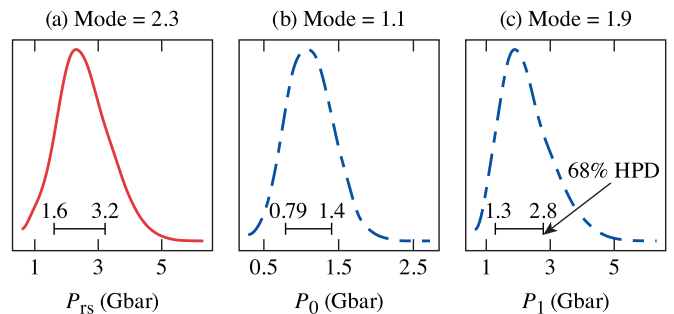 (a) Mode = 2.3 (b) Mode = 1.1 (c) Mode = 1.9
68% HPD
1.6 3.2 0.79 1.4 1.3 2.8
1 3 5 0.5 1.5 2.5 1 3 5
P_rs (Gbar) P_0 (Gbar) P_1 (Gbar)